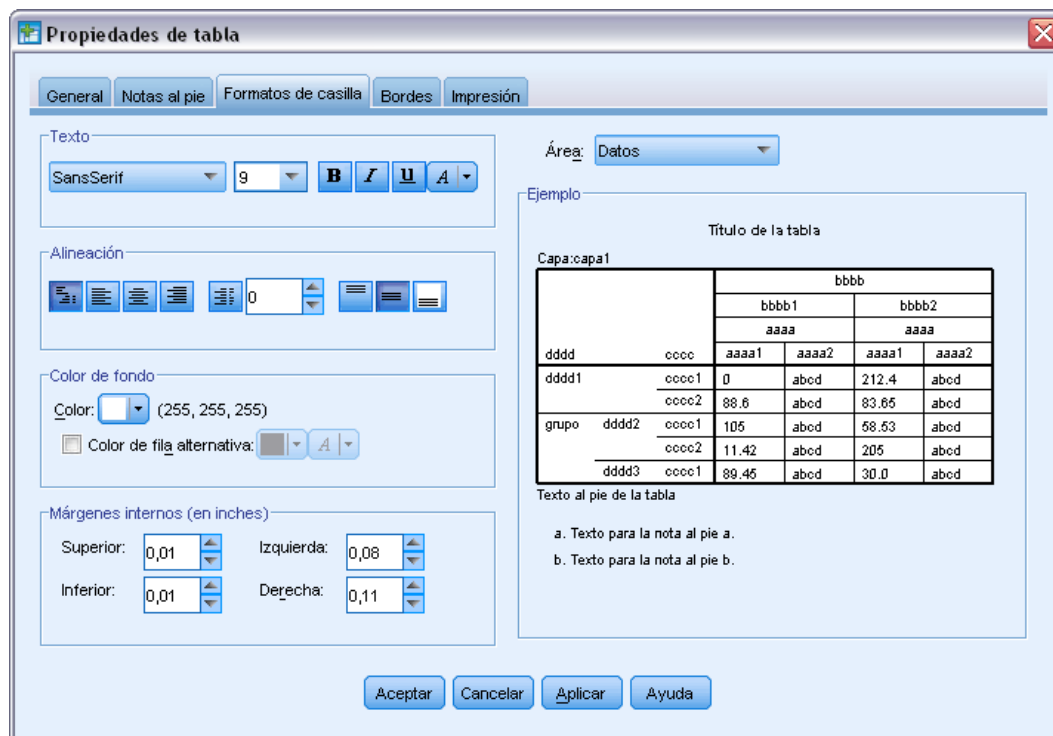 Propiedades de tabla
General Notas al pie Formatos de casilla Bordes Impresión
Texto
SansSerif 9 B I U A
Alineación
0
Color de fondo
Color: (255, 255, 255)
Color de fila alternativa: A
Márgenes internos (en inches)
Superior: 0,01 Izquierda: 0,08
Inferior: 0,01 Derecha: 0,11
Área: Datos
Ejemplo
Título de la tabla
Capa:capa1
bbbb
bbbb1 bbbb2
aaaa aaaa
dddd cccc aaaa1 aaaa2 aaaa1 aaaa2
dddd1 cccc1 0 abcd 212.4 abcd
cccc2 88.6 abcd 83.65 abcd
grupo dddd2 cccc1 105 abcd 58.53 abcd
cccc2 11.42 abcd 205 abcd
dddd3 cccc1 89.45 abcd 30.0 abcd
Texto al pie de la tabla
a. Texto para la nota al pie a.
b. Texto para la nota al pie b.
Aceptar Cancelar Aplicar Ayuda